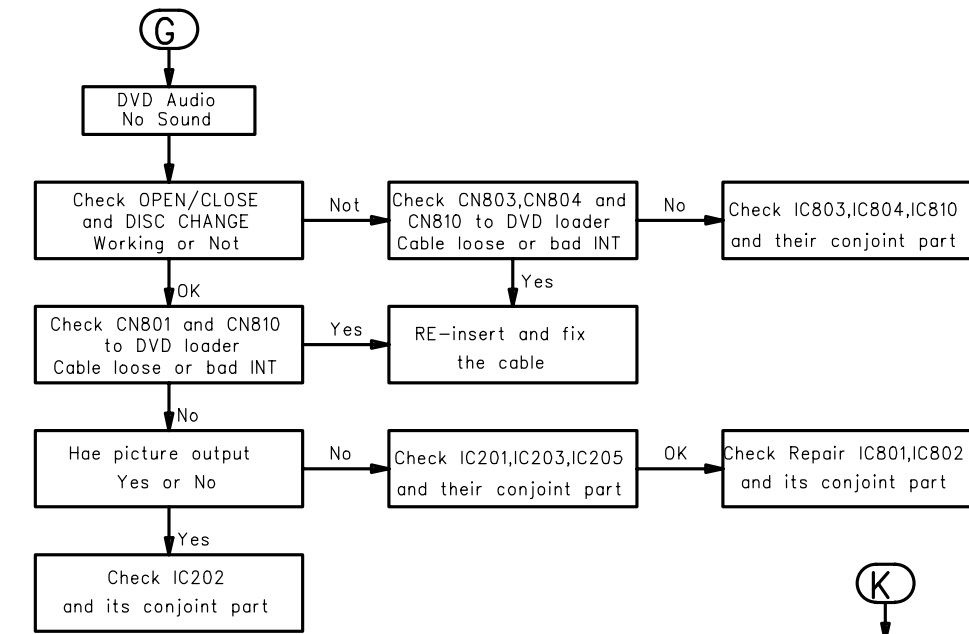 G
DVD Audio
No Sound
Check OPEN/CLOSE
and DISC CHANGE
Working or Not
Not
Check CN803,CN804 and
CN810 to DVD loader
Cable loose or bad INT
No
Check IC803,IC804,IC810
and their conjoint part
OK
Yes
Check CN801 and CN810
to DVD loader
Cable loose or bad INT
Yes
RE-insert and fix
the cable
No
Hae picture output
Yes or No
No
Check IC201,IC203,IC205
and their conjoint part
OK
Check Repair IC801,IC802
and its conjoint part
Yes
Check IC202
and its conjoint part
K